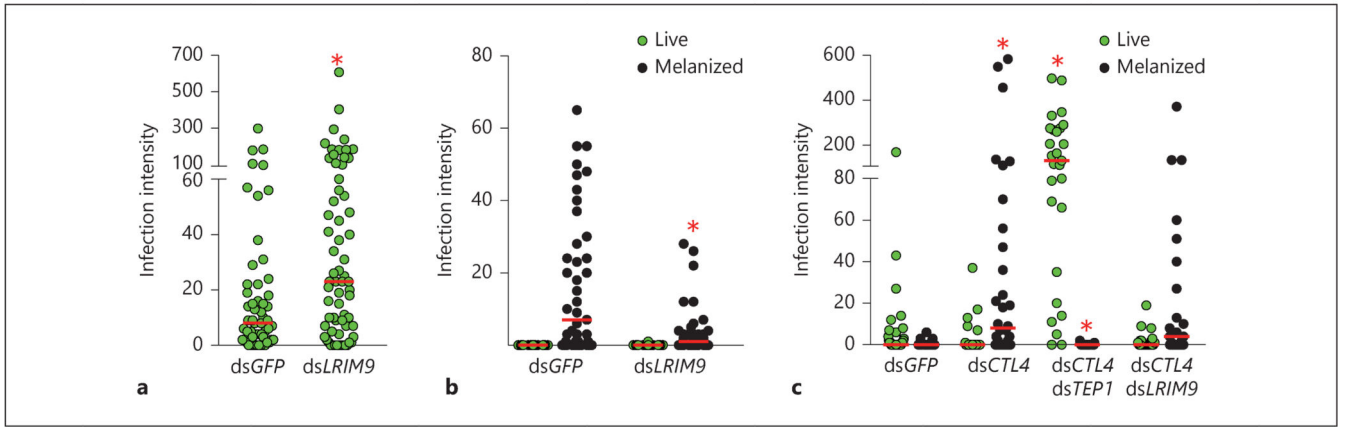 Infection intensity
700
500
300
100
60
40
20
0
*
dsGFP
dsLRIM9
a
Infection intensity
80
60
40
20
Live
Melanized
*
dsGFP
dsLRIM9
b
Infection intensity
600
400
200
80
60
40
20
0
*
*
*
Live
Melanized
dsGFP
dsCTL4
dsCTL4
dsTEP1
dsCTL4
dsLRIM9
c